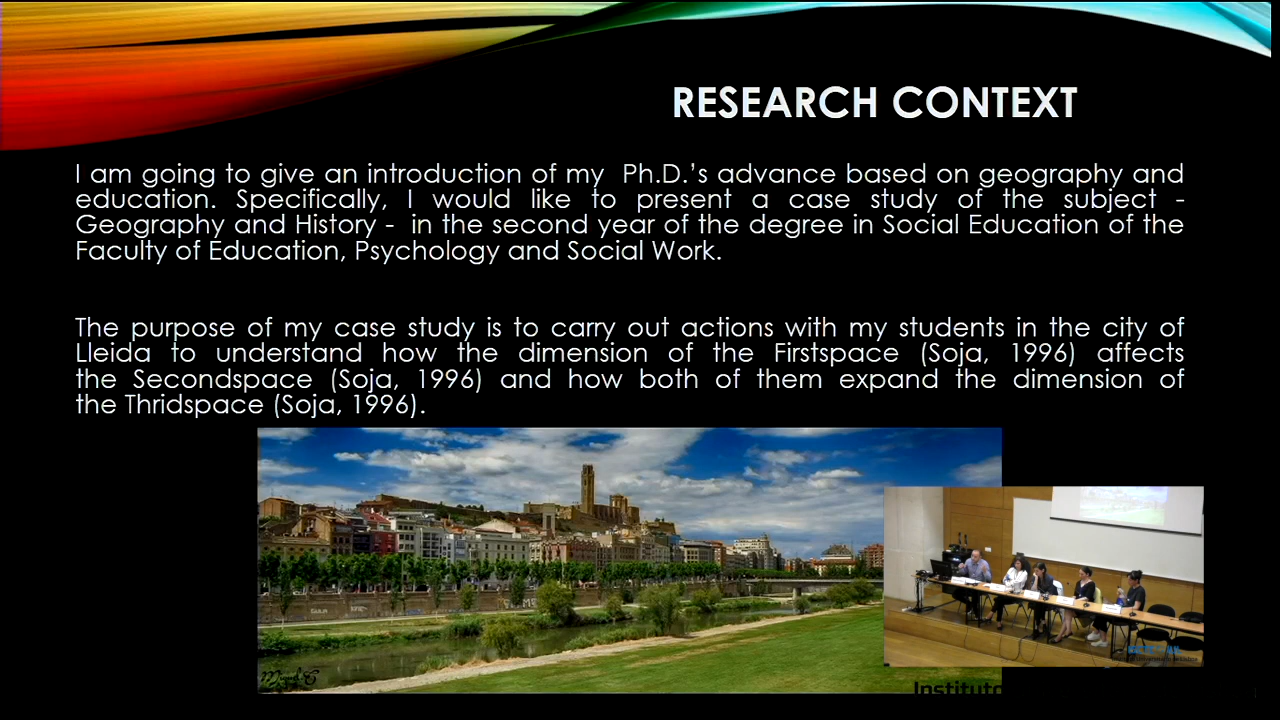 RESEARCH CONTEXT
I am going to give an introduction of my Ph.D.'s advance based on geography and
education. Specifically, I would like to present a case study of the subject -
Geography and History - in the second year of the degree in Social Education of the
Faculty of Education, Psychology and Social Work.
The purpose of my case study is to carry out actions with my students in the city of
Lleida to understand how the dimension of the Firstspace (Soja, 1996) affects
the Secondspace (Soja, 1996) and how both of them expand the dimension of
the Thridspace (Soja, 1996).
Instituto